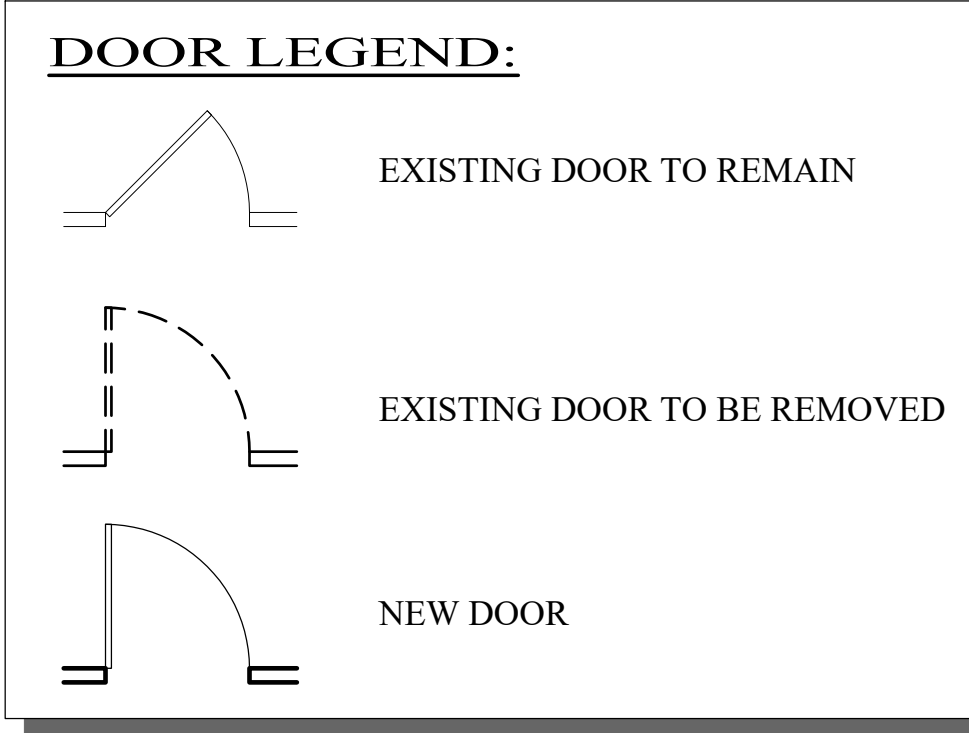 DOOR LEGEND:
EXISTING DOOR TO REMAIN
EXISTING DOOR TO BE REMOVED
NEW DOOR